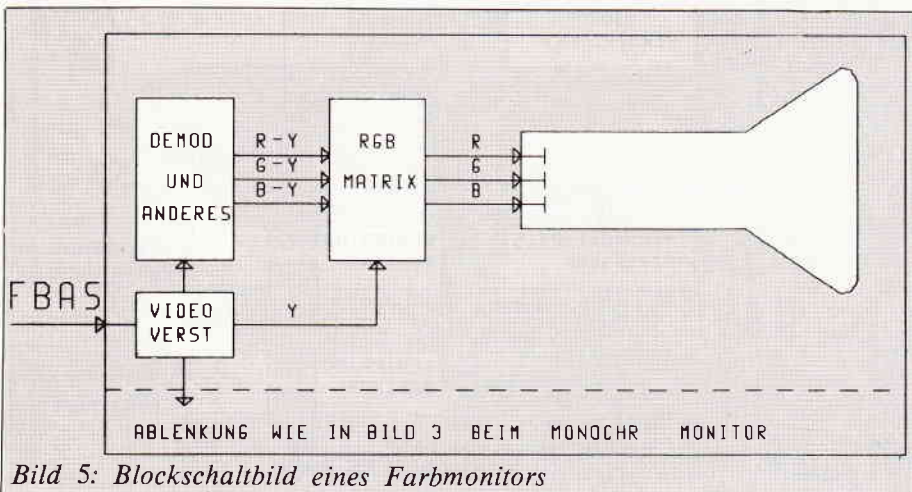 DEMOD
UND
ANDERES
R-Y
G-Y
B-Y
RGB
MATRIX
R
G
B
FBAS
VIDEO
VERST
Y
ABLENKUNG WIE IN BILD 3 BEIM MONOCHR MONITOR
Bild 5: Blockschaltbild eines Farbmonitors